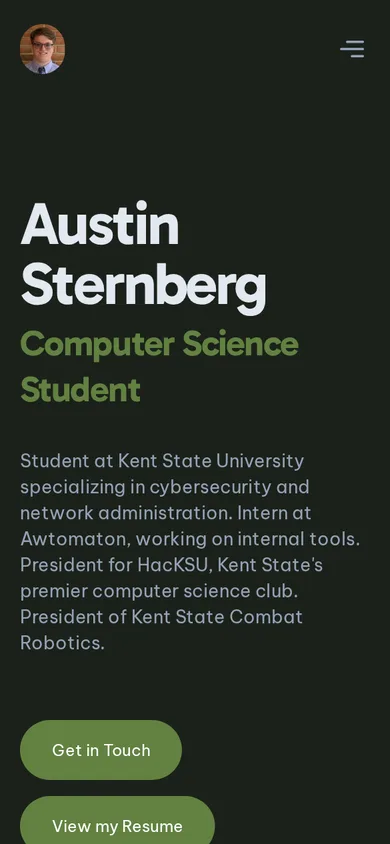 Austin
Sternberg
Computer Science
Student
Student at Kent State University
specializing in cybersecurity and
network administration. Intern at
Awtomaton, working on internal tools.
President for HacKSU, Kent State's
premier computer science club.
President of Kent State Combat
Robotics.
Get in Touch
View my Resume